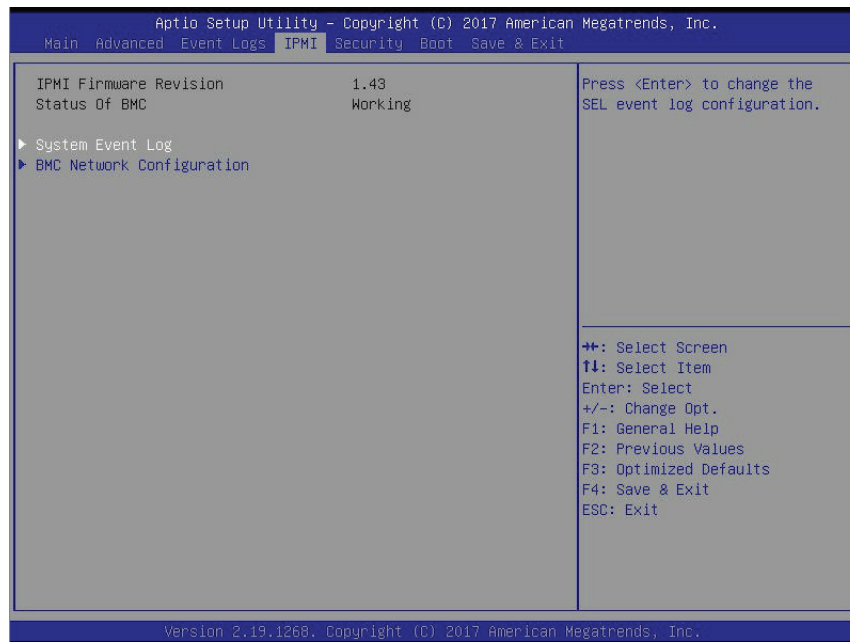 Aptio Setup Utility – Copyright (C) 2017 American Megatrends, Inc.
Main Advanced Event Logs IPMI Security Boot Save & Exit
IPMI Firmware Revision 1.43
Status Of BMC Working
System Event Log
BMC Network Configuration
Press <Enter> to change the
SEL event log configuration.
→←: Select Screen
↑↓: Select Item
Enter: Select
+/-: Change Opt.
F1: General Help
F2: Previous Values
F3: Optimized Defaults
F4: Save & Exit
ESC: Exit
Version 2.19.1268. Copyright (C) 2017 American Megatrends, Inc.